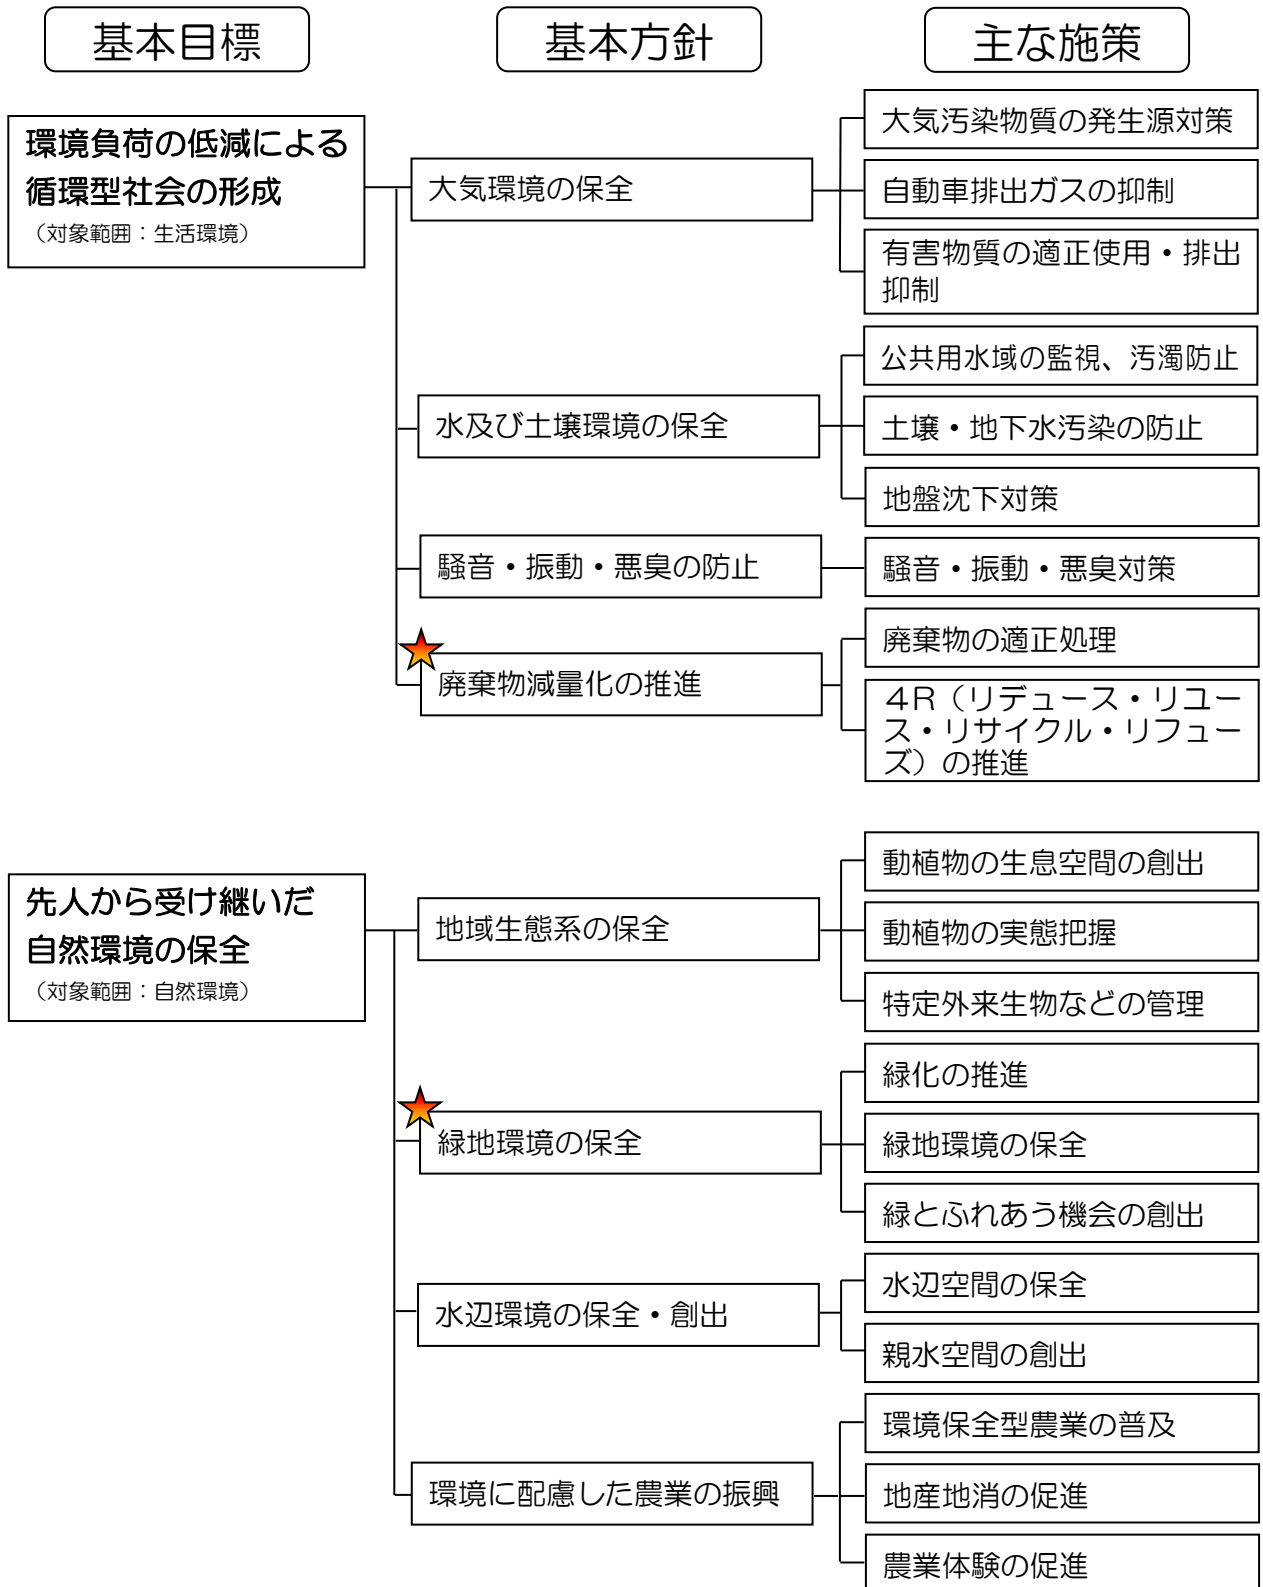 基本目標
基本方針
主な施策
環境負荷の低減による
循環型社会の形成
（対象範囲：生活環境）
大気環境の保全
大気汚染物質の発生源対策
自動車排出ガスの抑制
有害物質の適正使用・排出
抑制
水及び土壌環境の保全
公共用水域の監視、汚濁防止
土壌・地下水汚染の防止
地盤沈下対策
騒音・振動・悪臭の防止
騒音・振動・悪臭対策
廃棄物減量化の推進
廃棄物の適正処理
４Ｒ（リデュース・リユー
ス・リサイクル・リフュー
ズ）の推進
先人から受け継いだ
自然環境の保全
（対象範囲：自然環境）
地域生態系の保全
動植物の生息空間の創出
動植物の実態把握
特定外来生物などの管理
緑地環境の保全
緑化の推進
緑地環境の保全
緑とふれあう機会の創出
水辺環境の保全・創出
水辺空間の保全
親水空間の創出
環境に配慮した農業の振興
環境保全型農業の普及
地産地消の促進
農業体験の促進